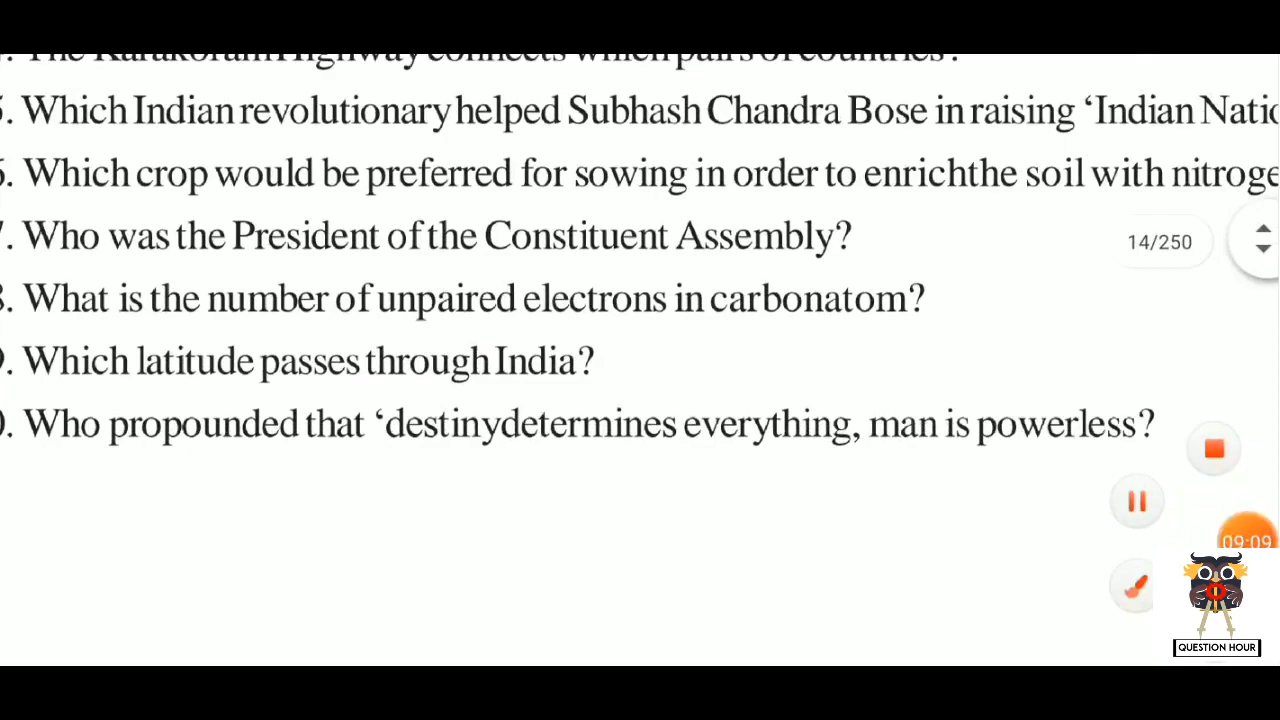 The Karakoram Highway connects which pairs of countries?
. Which Indian revolutionary helped Subhash Chandra Bose in raising ‘Indian
. Which crop would be preferred for sowing in order to enrichthe soil with
. Who was the President of the Constituent Assembly?
14/250
. What is the number of unpaired electrons in carbonatom?
. Which latitude passes through India?
. Who propounded that ‘destinydetermines everything, man is powerless?
09:09
QUESTION HOUR